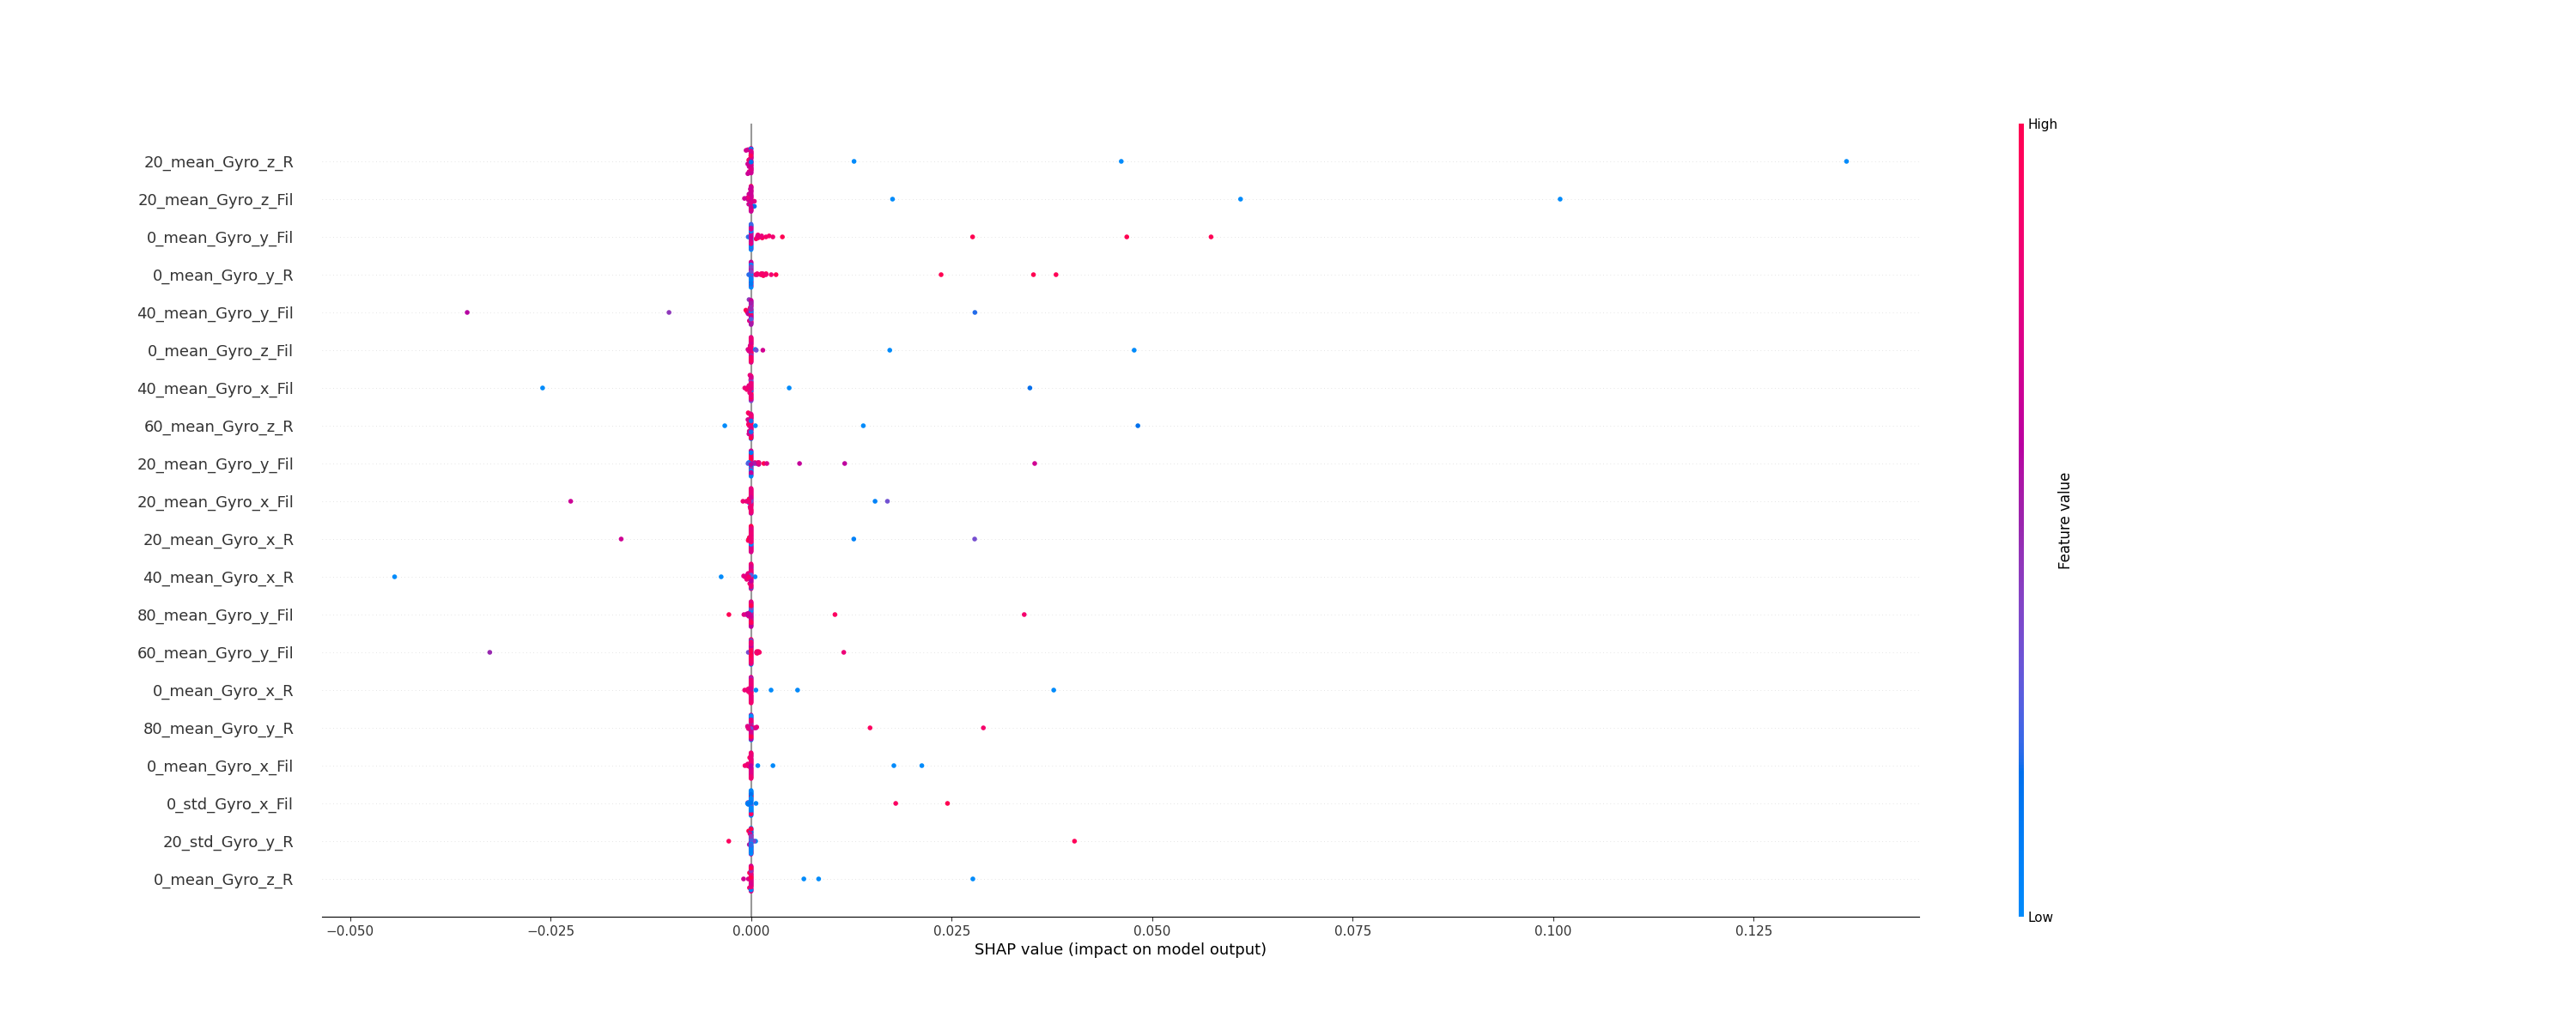 High
20_mean_Gyro_z_R
20_mean_Gyro_z_Fil
0_mean_Gyro_y_Fil
0_mean_Gyro_y_R
40_mean_Gyro_y_Fil
0_mean_Gyro_z_Fil
40_mean_Gyro_x_Fil
60_mean_Gyro_z_R
20_mean_Gyro_y_Fil
20_mean_Gyro_x_Fil
20_mean_Gyro_x_R
40_mean_Gyro_x_R
80_mean_Gyro_y_Fil
60_mean_Gyro_y_Fil
0_mean_Gyro_x_R
80_mean_Gyro_y_R
0_mean_Gyro_x_Fil
0_std_Gyro_x_Fil
20_std_Gyro_y_R
0_mean_Gyro_z_R
Feature value
Low
−0.050 −0.025 0.000 0.025 0.050 0.075 0.100 0.125
SHAP value (impact on model output)